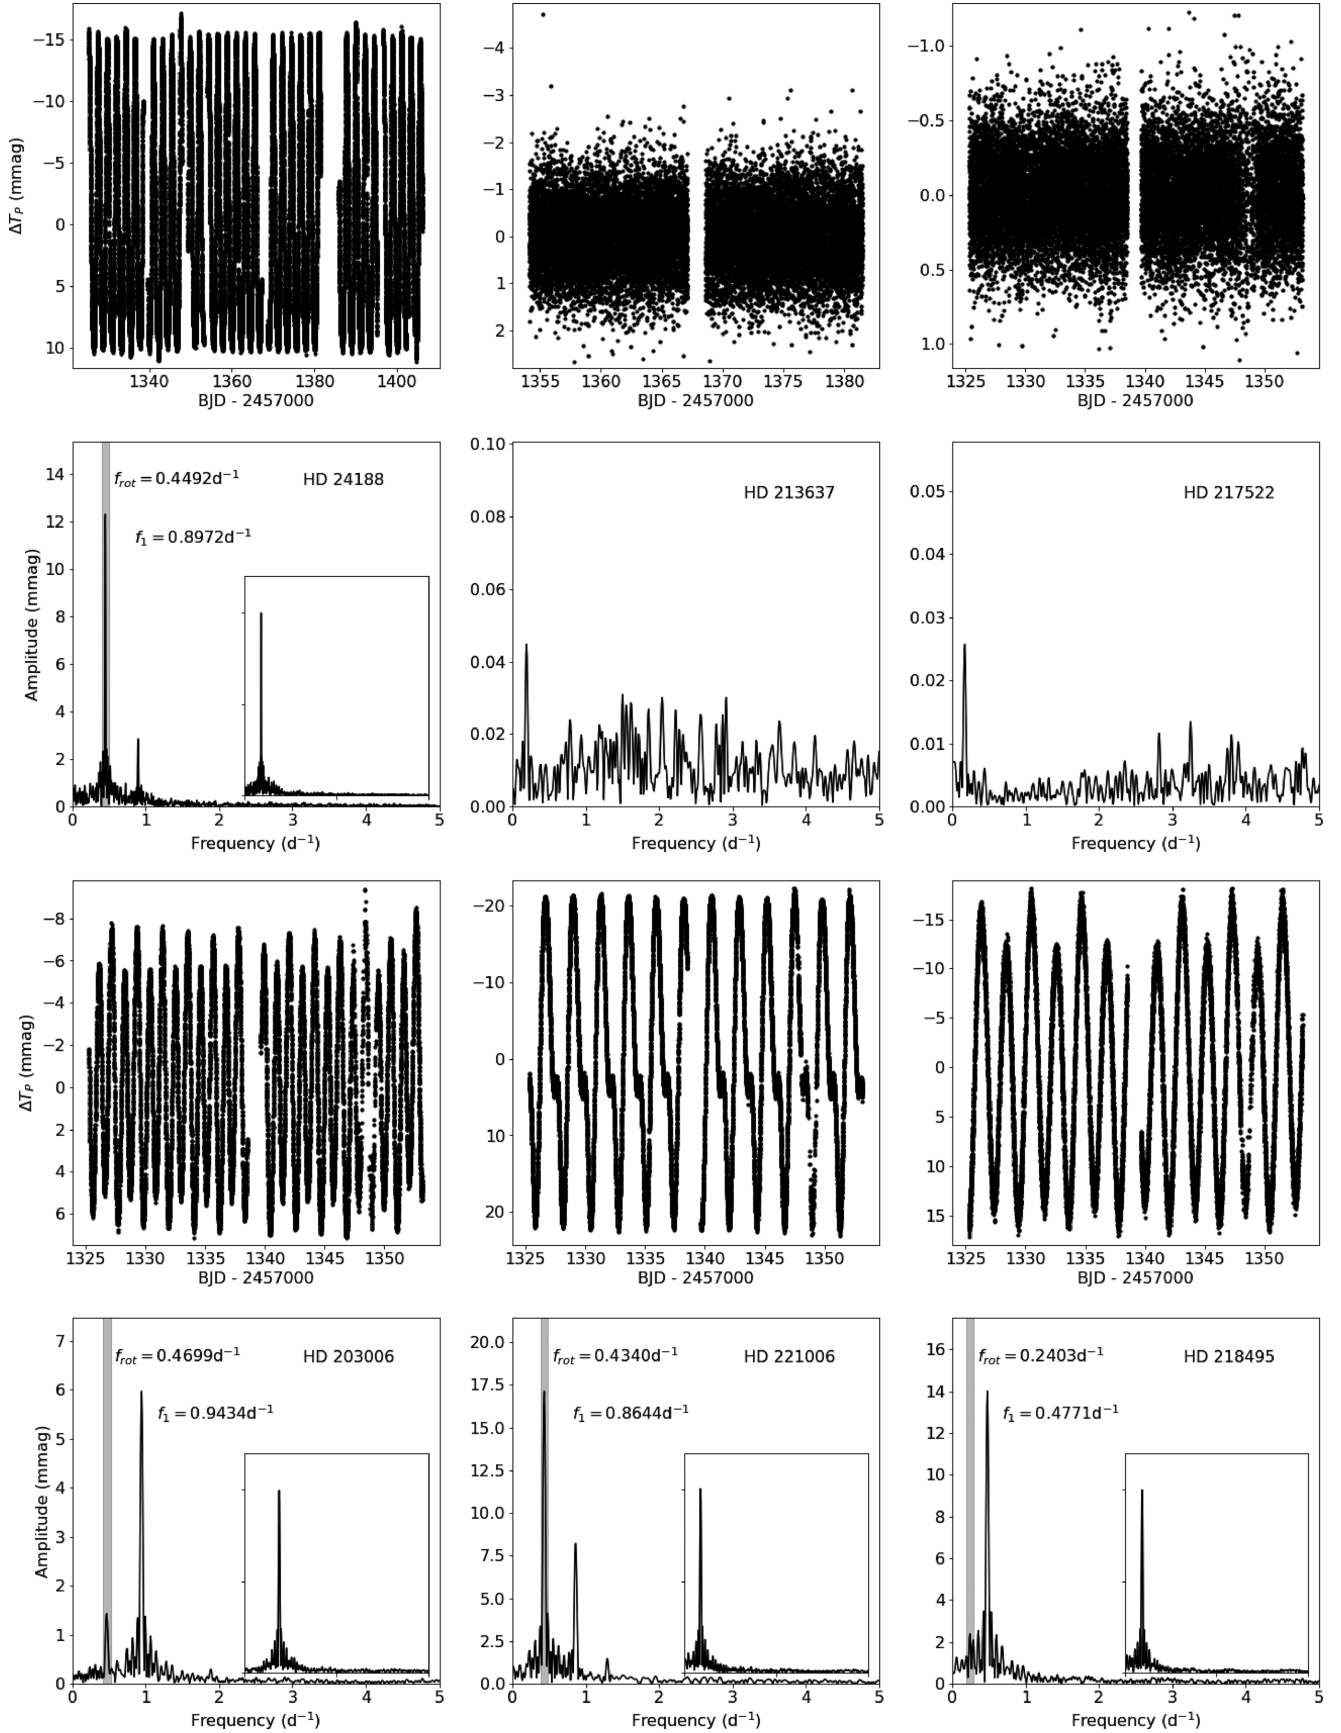 −15
−10
−5
0
5
10
1340 1360 1380 1400
BJD - 2457000
ΔT_P (mmag)
−4
−3
−2
−1
0
1
2
1355 1360 1365 1370 1375 1380
BJD - 2457000
−1.0
−0.5
0.0
0.5
1.0
1325 1330 1335 1340 1345 1350
BJD - 2457000
14
12
10
8
6
4
2
0
f_rot = 0.4492d⁻¹ HD 24188
f₁ = 0.8972d⁻¹
0 1 2 3 4 5
Frequency (d⁻¹)
Amplitude (mmag)
0.10
0.08
0.06
0.04
0.02
0.00
HD 213637
0 1 2 3 4 5
Frequency (d⁻¹)
0.05
0.04
0.03
0.02
0.01
0.00
HD 217522
0 1 2 3 4 5
Frequency (d⁻¹)
−8
−6
−4
−2
0
2
4
6
1325 1330 1335 1340 1345 1350
BJD - 2457000
ΔT_P (mmag)
−20
−10
0
10
20
1325 1330 1335 1340 1345 1350
BJD - 2457000
−15
−10
−5
0
5
10
15
1325 1330 1335 1340 1345 1350
BJD - 2457000
7
6
5
4
3
2
1
0
f_rot = 0.4699d⁻¹ HD 203006
f₁ = 0.9434d⁻¹
0 1 2 3 4 5
Frequency (d⁻¹)
Amplitude (mmag)
20.0
17.5
15.0
12.5
10.0
7.5
5.0
2.5
0.0
f_rot = 0.4340d⁻¹ HD 221006
f₁ = 0.8644d⁻¹
0 1 2 3 4 5
Frequency (d⁻¹)
16
14
12
10
8
6
4
2
0
f_rot = 0.2403d⁻¹ HD 218495
f₁ = 0.4771d⁻¹
0 1 2 3 4 5
Frequency (d⁻¹)